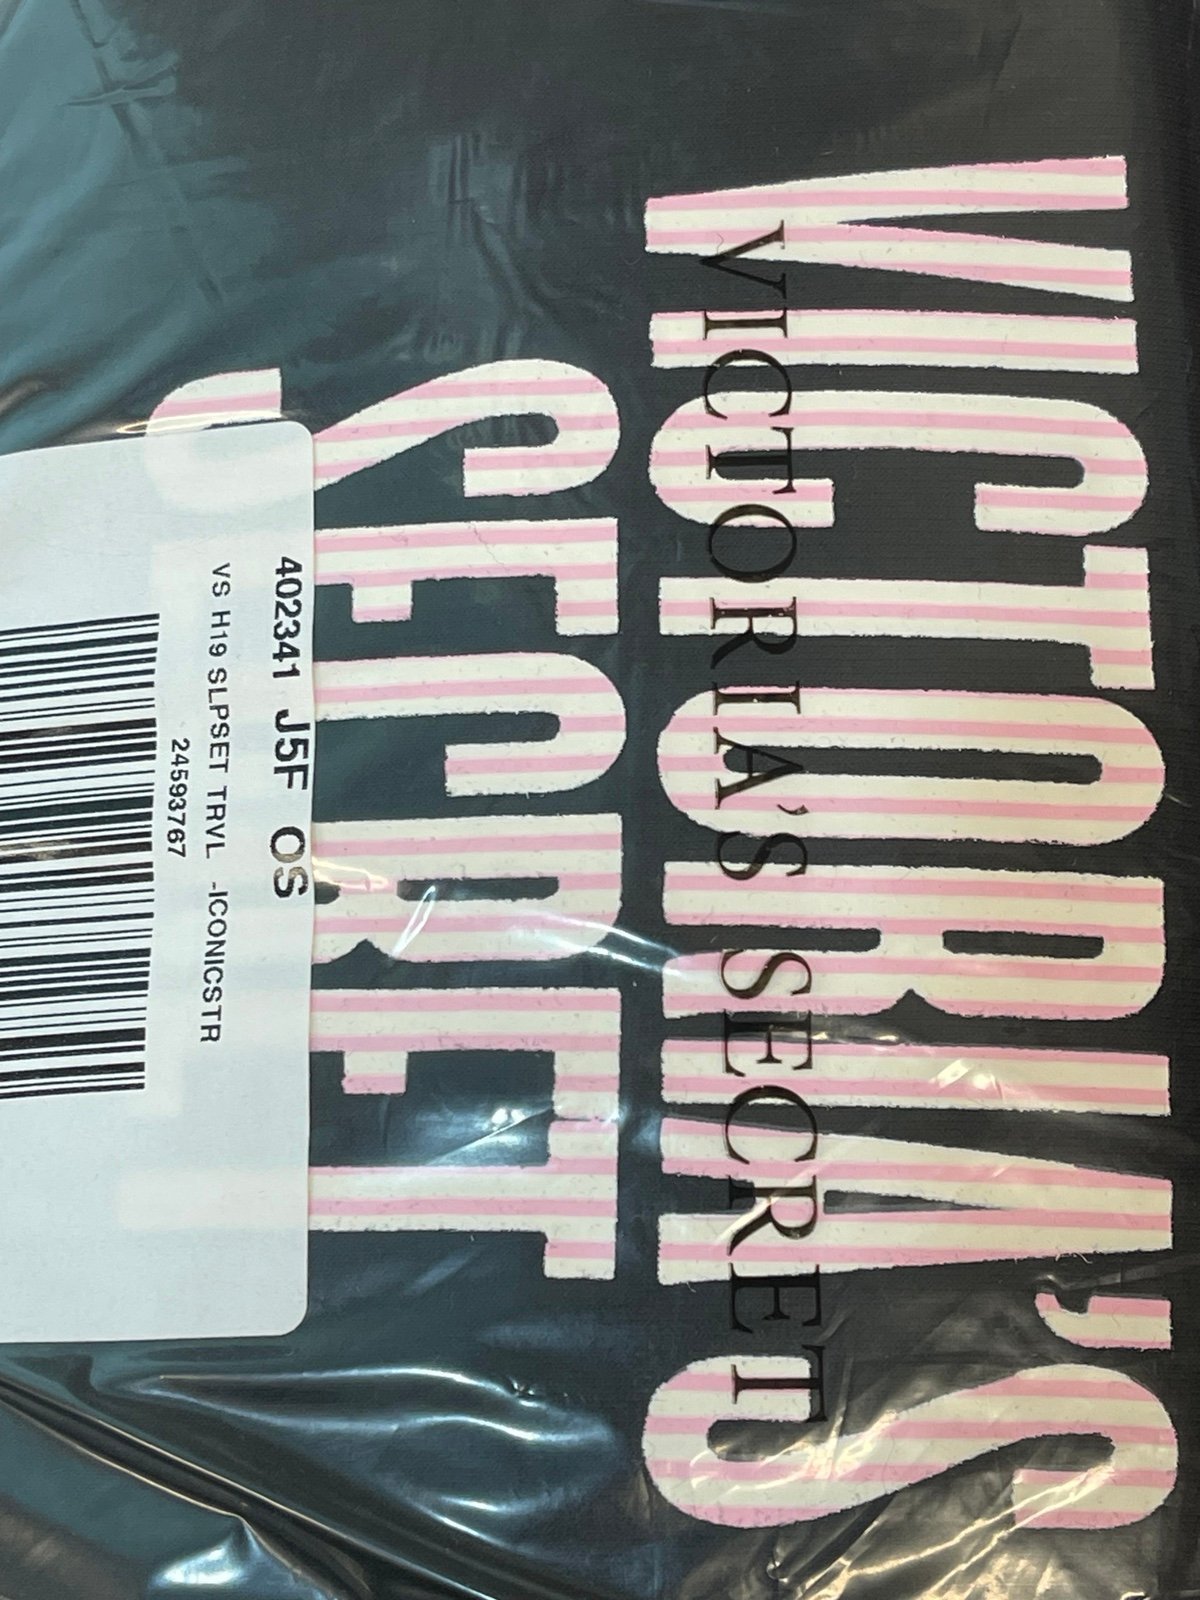 VICTORIA'S
VICTORIA'S SECRET
SECRET
402341 J5F OS
VS H19 SLPSET TRVL -ICONICSTR
24593767